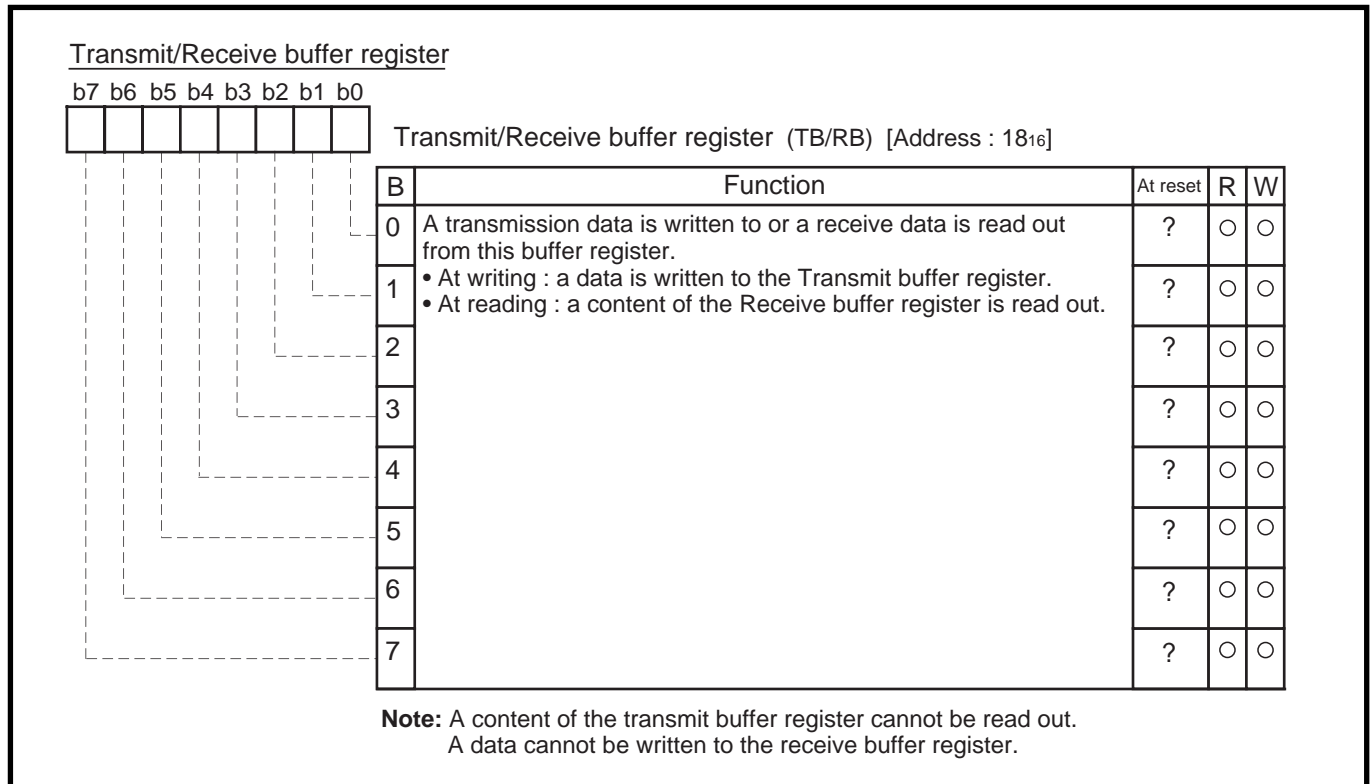 Transmit/Receive buffer register
b7 b6 b5 b4 b3 b2 b1 b0
Transmit/Receive buffer register (TB/RB) [Address : 18₁₆]
B Function At reset R W
0 A transmission data is written to or a receive data is read out ? ○ ○
from this buffer register.
• At writing : a data is written to the Transmit buffer register.
1 ? ○ ○
• At reading : a content of the Receive buffer register is read out.
2 ? ○ ○
3 ? ○ ○
4 ? ○ ○
5 ? ○ ○
6 ? ○ ○
7 ? ○ ○
Note: A content of the transmit buffer register cannot be read out.
A data cannot be written to the receive buffer register.